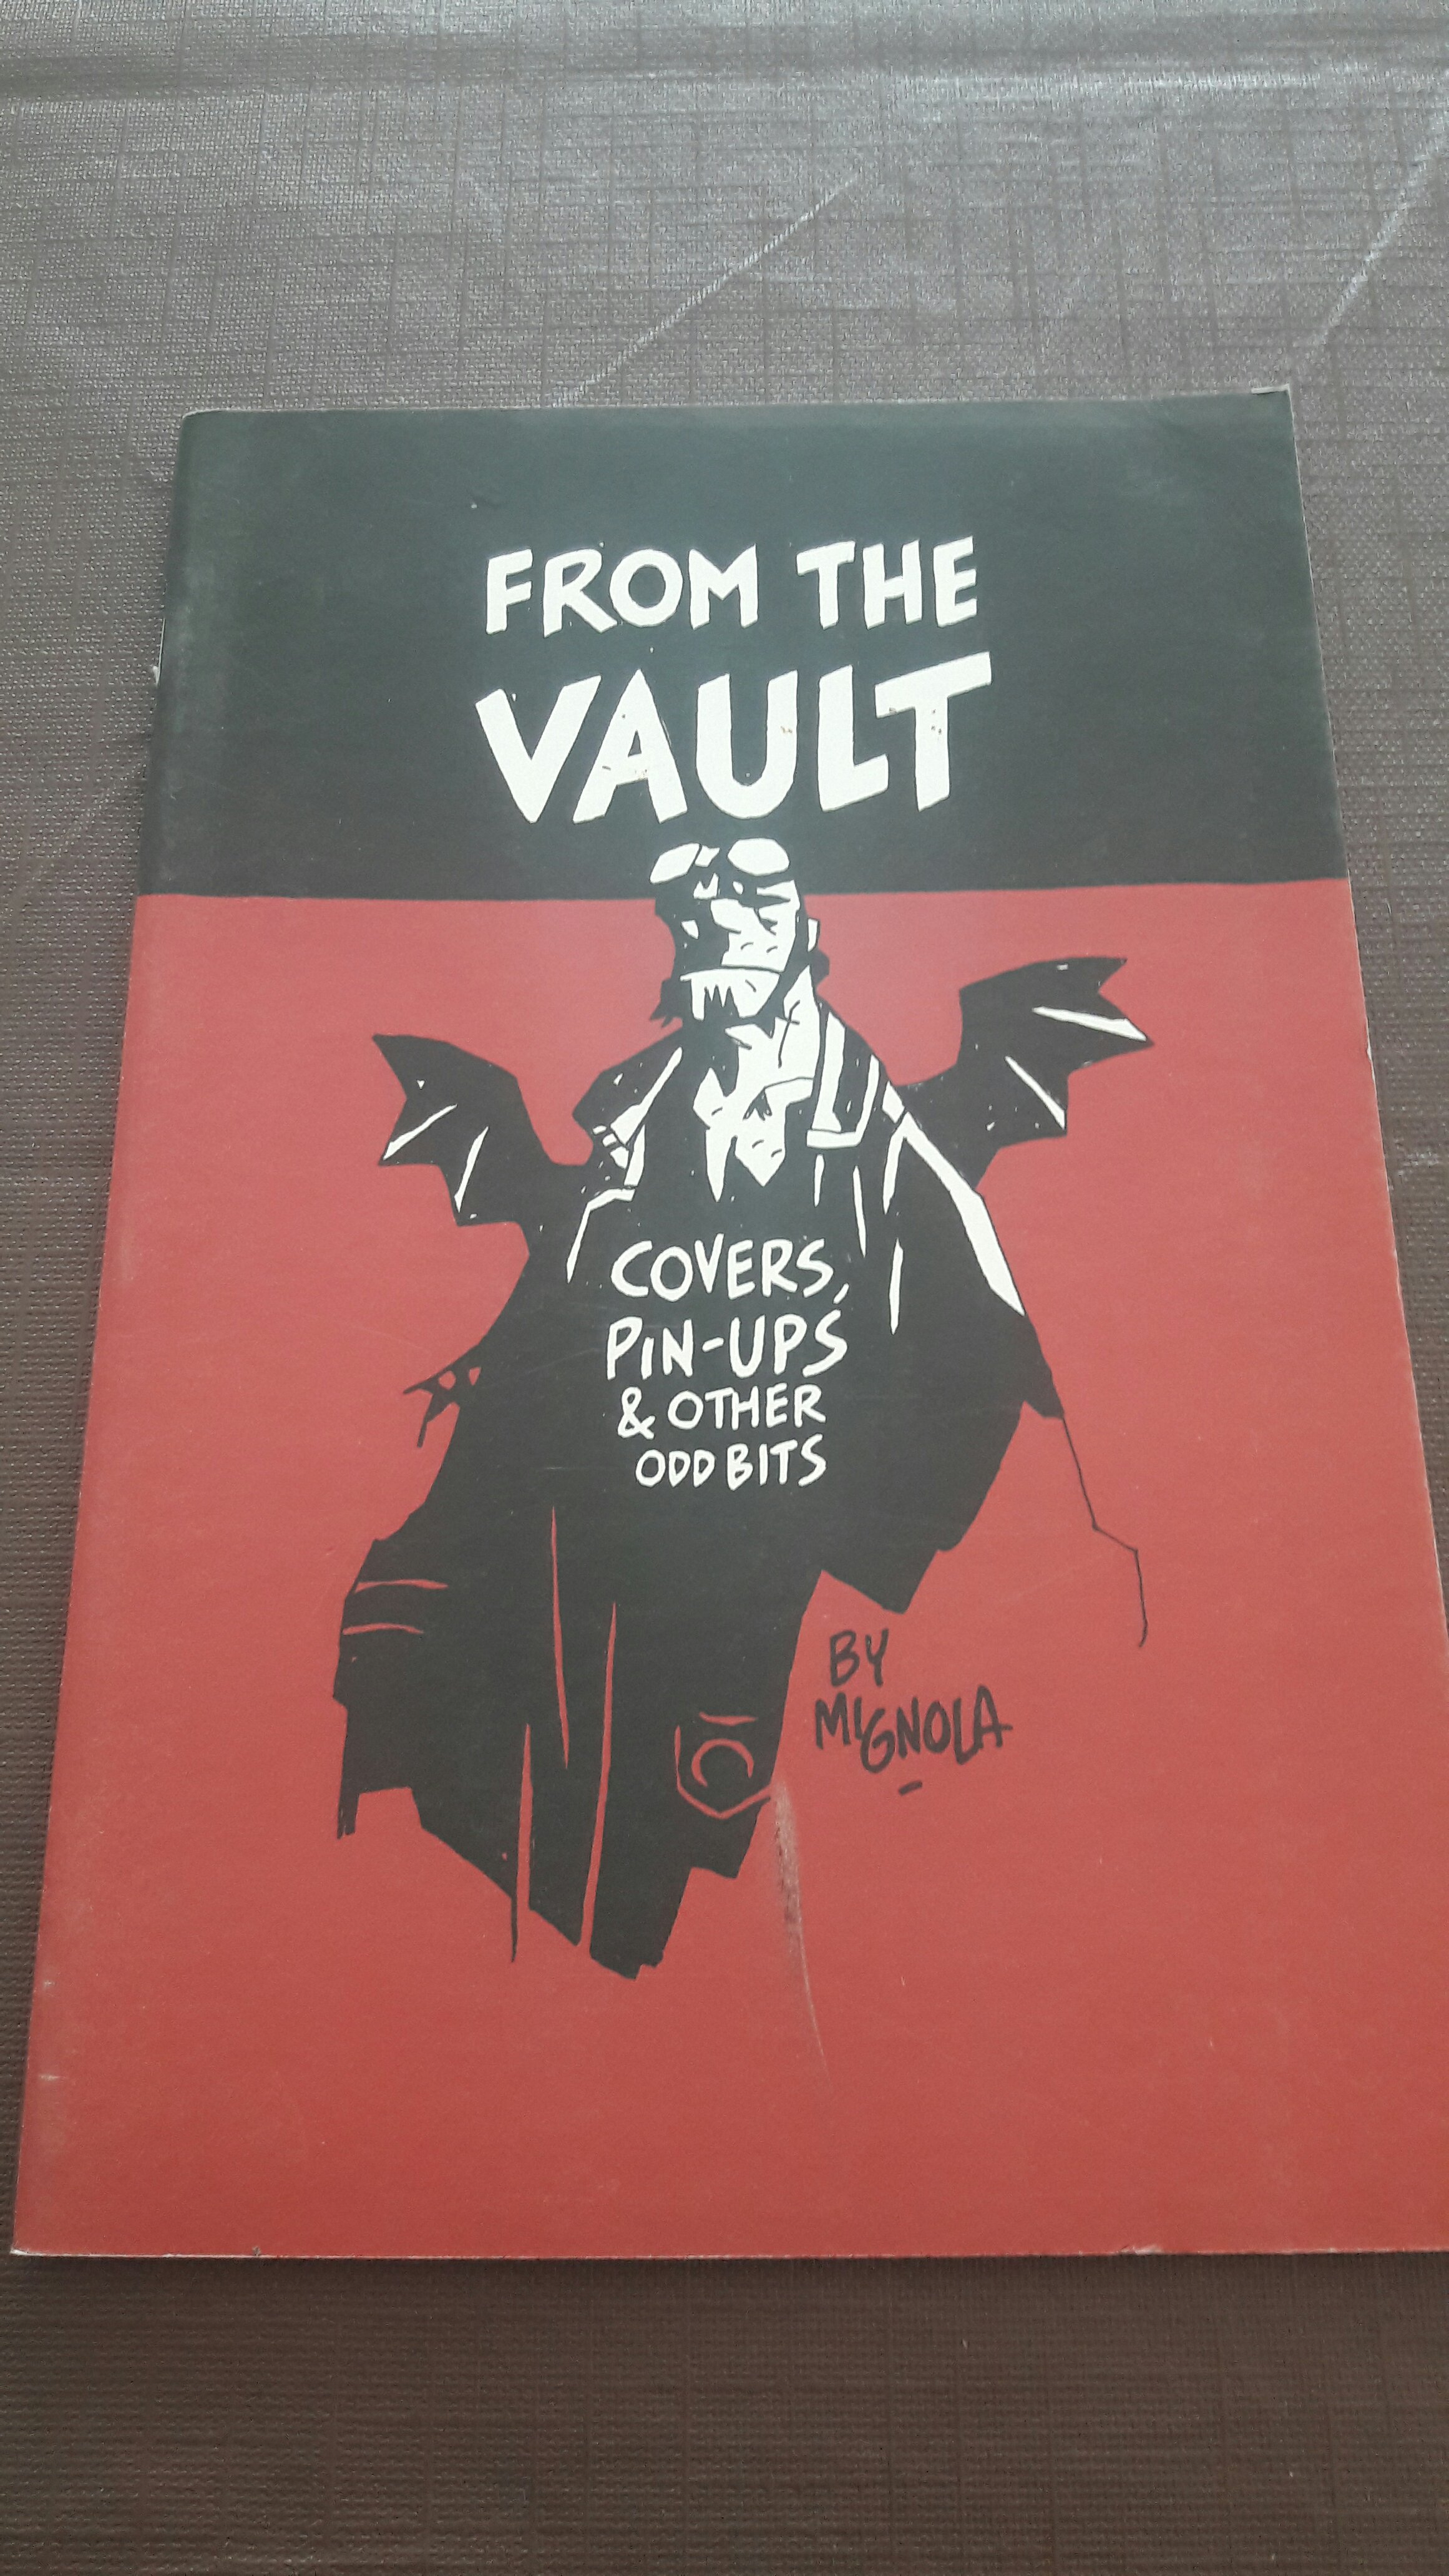 FROM THE
VAULT
COVERS,
PIN-UPS
& OTHER
ODD BITS
BY
MIGNOLA